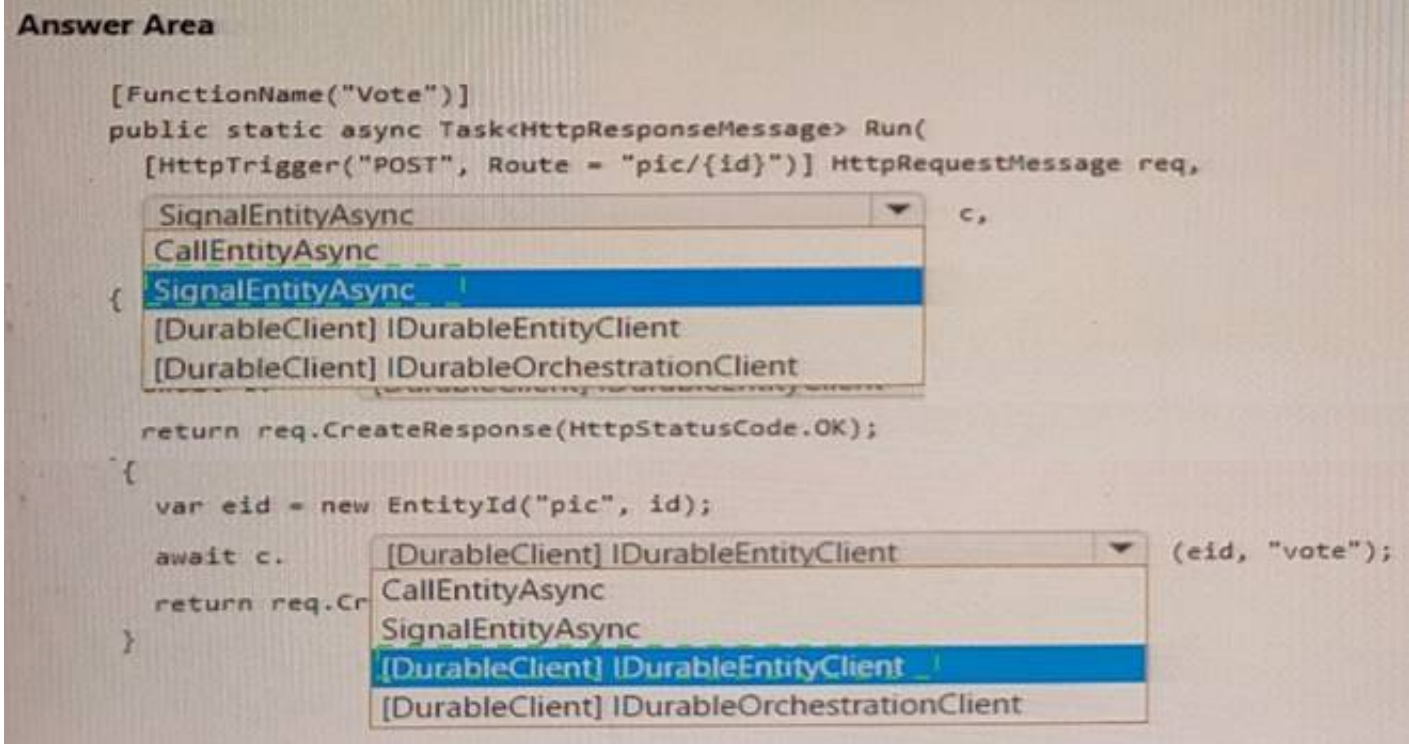 Answer Area
[FunctionName("Vote")]
public static async Task<HttpResponseMessage> Run(
[HttpTrigger("POST", Route = "pic/{id}")] HttpRequestMessage req,
SignalEntityAsync c,
CallEntityAsync
{ SignalEntityAsync
[DurableClient] IDurableEntityClient
[DurableClient] IDurableOrchestrationClient
return req.CreateResponse(HttpStatusCode.OK);
{
var eid = new EntityId("pic", id);
await c. [DurableClient] IDurableEntityClient (eid, "vote");
CallEntityAsync
return req.Cr
SignalEntityAsync
}
[DurableClient] IDurableEntityClient
[DurableClient] IDurableOrchestrationClient